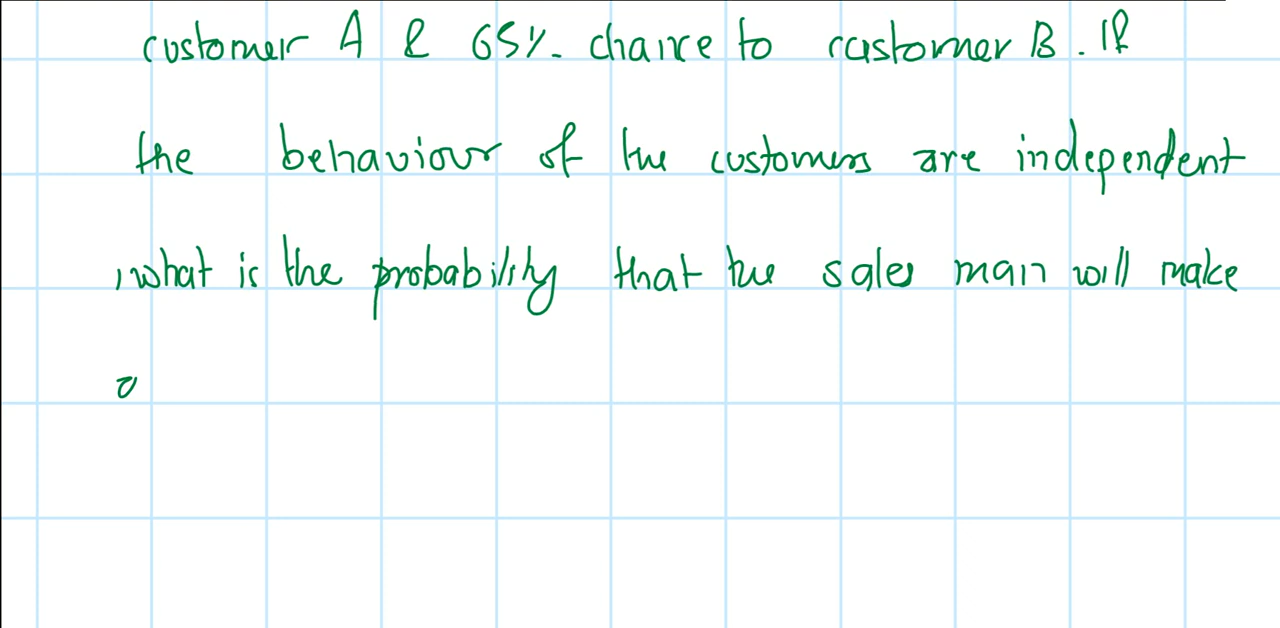 customer A & 65% chance to customer B. If
the behaviour of the customers are independent
, what is the probability that the sales man will make
a